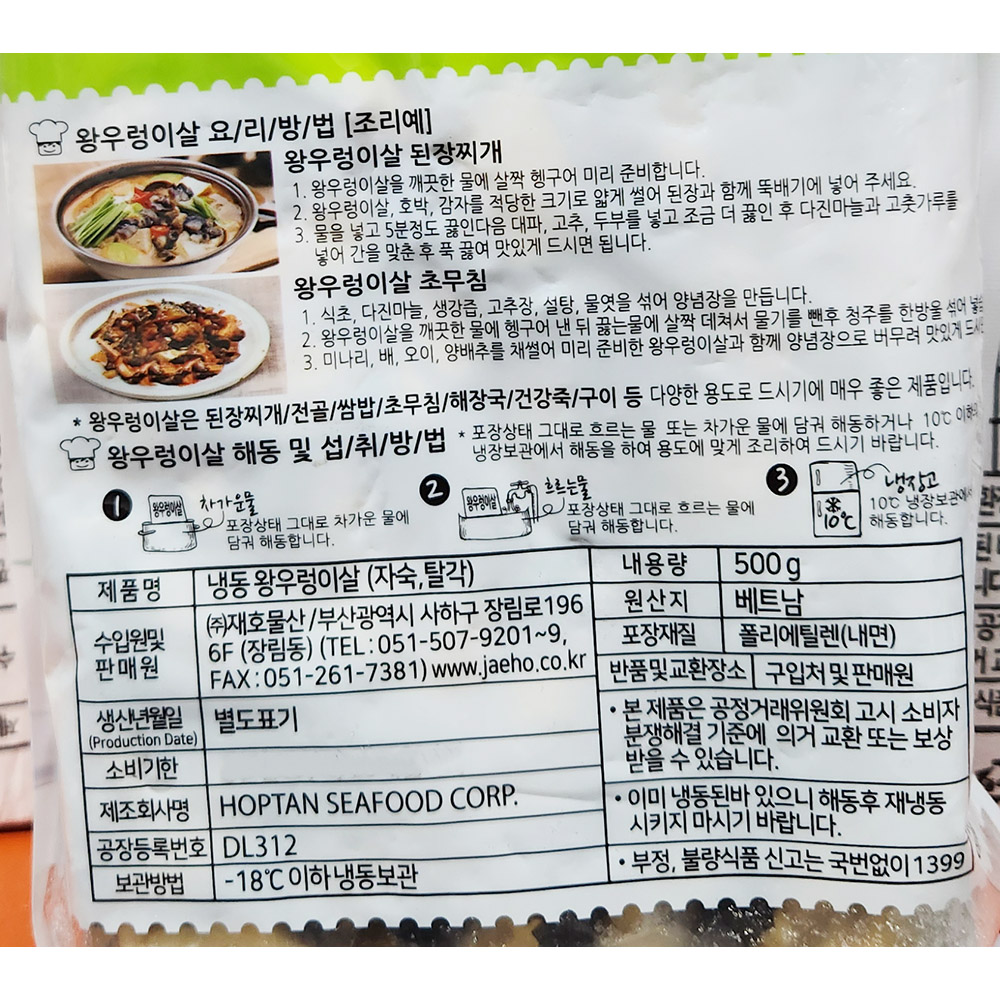 왕우렁이살 요/리/방/법 [조리예]
왕우렁이살 된장찌개
1. 왕우렁이살을 깨끗한 물에 살짝 헹구어 미리 준비합니다.
2. 왕우렁이살, 호박, 감자를 적당한 크기로 얇게 썰어 된장과 함께 뚝배기에 넣어 주세요.
3. 물을 넣고 5분정도 끓인다음 대파, 고추, 두부를 넣고 조금 더 끓인 후 다진마늘과 고춧가루를
넣어 간을 맞춘 후 푹 끓여 맛있게 드시면 됩니다.
왕우렁이살 초무침
1. 식초, 다진마늘, 생강즙, 고추장, 설탕, 물엿을 섞어 양념장을 만듭니다.
2. 왕우렁이살을 깨끗한 물에 헹구어 낸 뒤 끓는물에 살짝 데쳐서 물기를 뺀후 청주를 한방울 섞어
3. 미나리, 배, 오이, 양배추를 채썰어 미리 준비한 왕우렁이살과 함께 양념장으로 버무려 맛있게
* 왕우렁이살은 된장찌개/전골/쌈밥/초무침/해장국/건강죽/구이 등 다양한 용도로 드시기에 매우 좋은 제품입니다.
왕우렁이살 해동 및 섭/취/방/법
* 포장상태 그대로 흐르는 물 또는 차가운 물에 담궈 해동하거나 10℃ 이하의
냉장보관에서 해동을 하여 용도에 맞게 조리하여 드시기 바랍니다.
1 왕우렁이살 차가운물
포장상태 그대로 차가운 물에
담궈 해동합니다.
2 왕우렁이살 흐르는물
포장상태 그대로 흐르는 물에
담궈 해동합니다.
3 10℃ 냉장고
10℃ 냉장보관에서
해동합니다.
제품명 냉동 왕우렁이살 (자숙,탈각)
수입원및
판매원
㈜재호물산/부산광역시 사하구 장림로196
6F (장림동) (TEL:051-507-9201~9,
FAX:051-261-7381) www.jaeho.co.kr
생산년월일
(Production Date)
별도표기
소비기한
제조회사명 HOPTAN SEAFOOD CORP.
공장등록번호 DL312
보관방법 -18℃ 이하 냉동보관
내용량 500g
원산지 베트남
포장재질 폴리에틸렌(내면)
반품및교환장소 구입처 및 판매원
• 본 제품은 공정거래위원회 고시 소비자
분쟁해결 기준에 의거 교환 또는 보상
받을 수 있습니다.
• 이미 냉동된바 있으니 해동후 재냉동
시키지 마시기 바랍니다.
• 부정, 불량식품 신고는 국번없이 1399